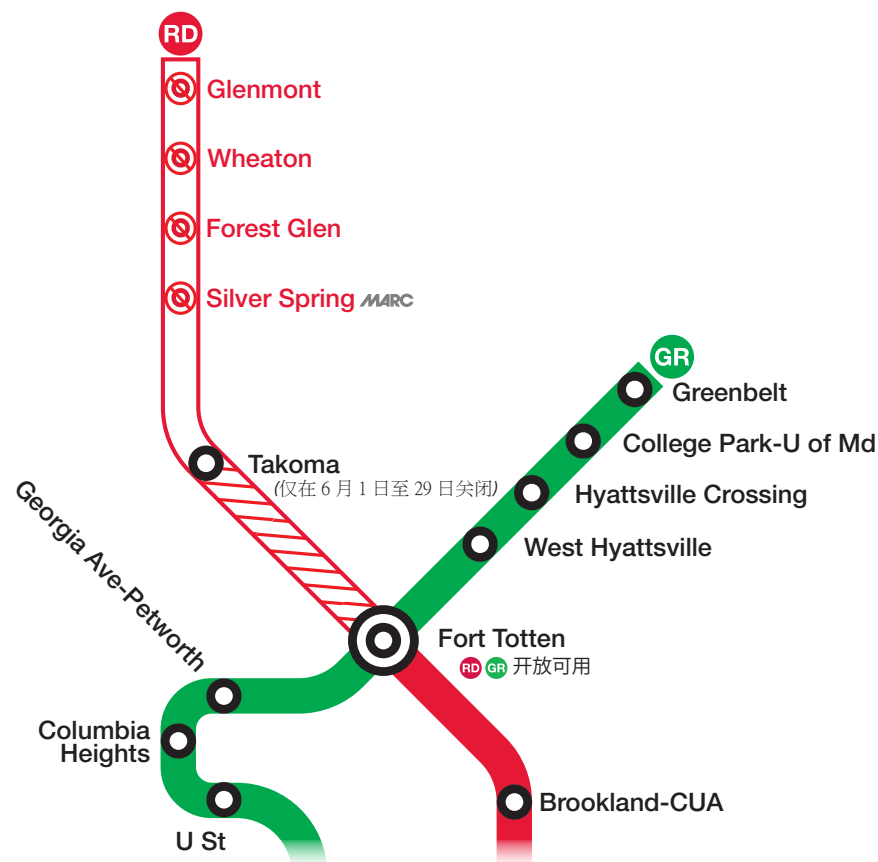 RD
Glenmont
Wheaton
Forest Glen
Silver Spring MARC
GR
Greenbelt
College Park-U of Md
Takoma
(仅在 6 月 1 日至 29 日关闭)
Hyattsville Crossing
West Hyattsville
Georgia Ave-Petworth
Fort Totten
RD GR 开放可用
Columbia
Heights
Brookland-CUA
U St